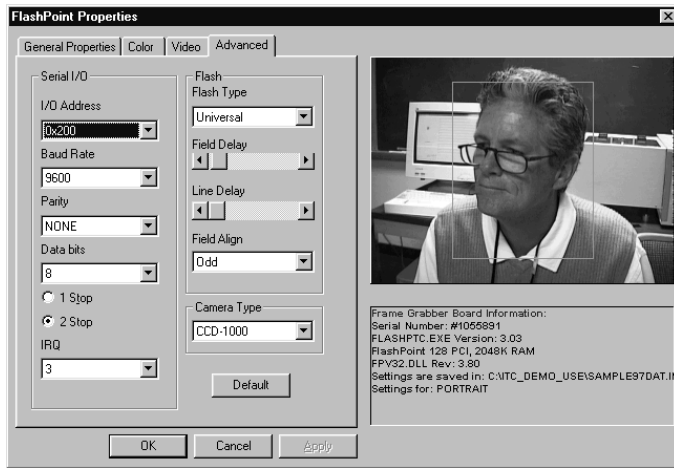 FlashPoint Properties
General Properties
Color
Video
Advanced
Serial I/O
I/O Address
0x200
Baud Rate
9600
Parity
NONE
Data bits
8
1 Stop
2 Stop
IRQ
3
Flash
Flash Type
Universal
Field Delay
Line Delay
Field Align
Odd
Camera Type
CCD-1000
Default
Frame Grabber Board Information:
Serial Number: #1055891
FLASHPTC.EXE Version: 3.03
FlashPoint 128 PCI, 2048K RAM
FPV32.DLL Rev: 3.80
Settings are saved in: C:\ITC_DEMO_USE\SAMPLE97DAT.IN
Settings for: PORTRAIT
OK
Cancel
Apply